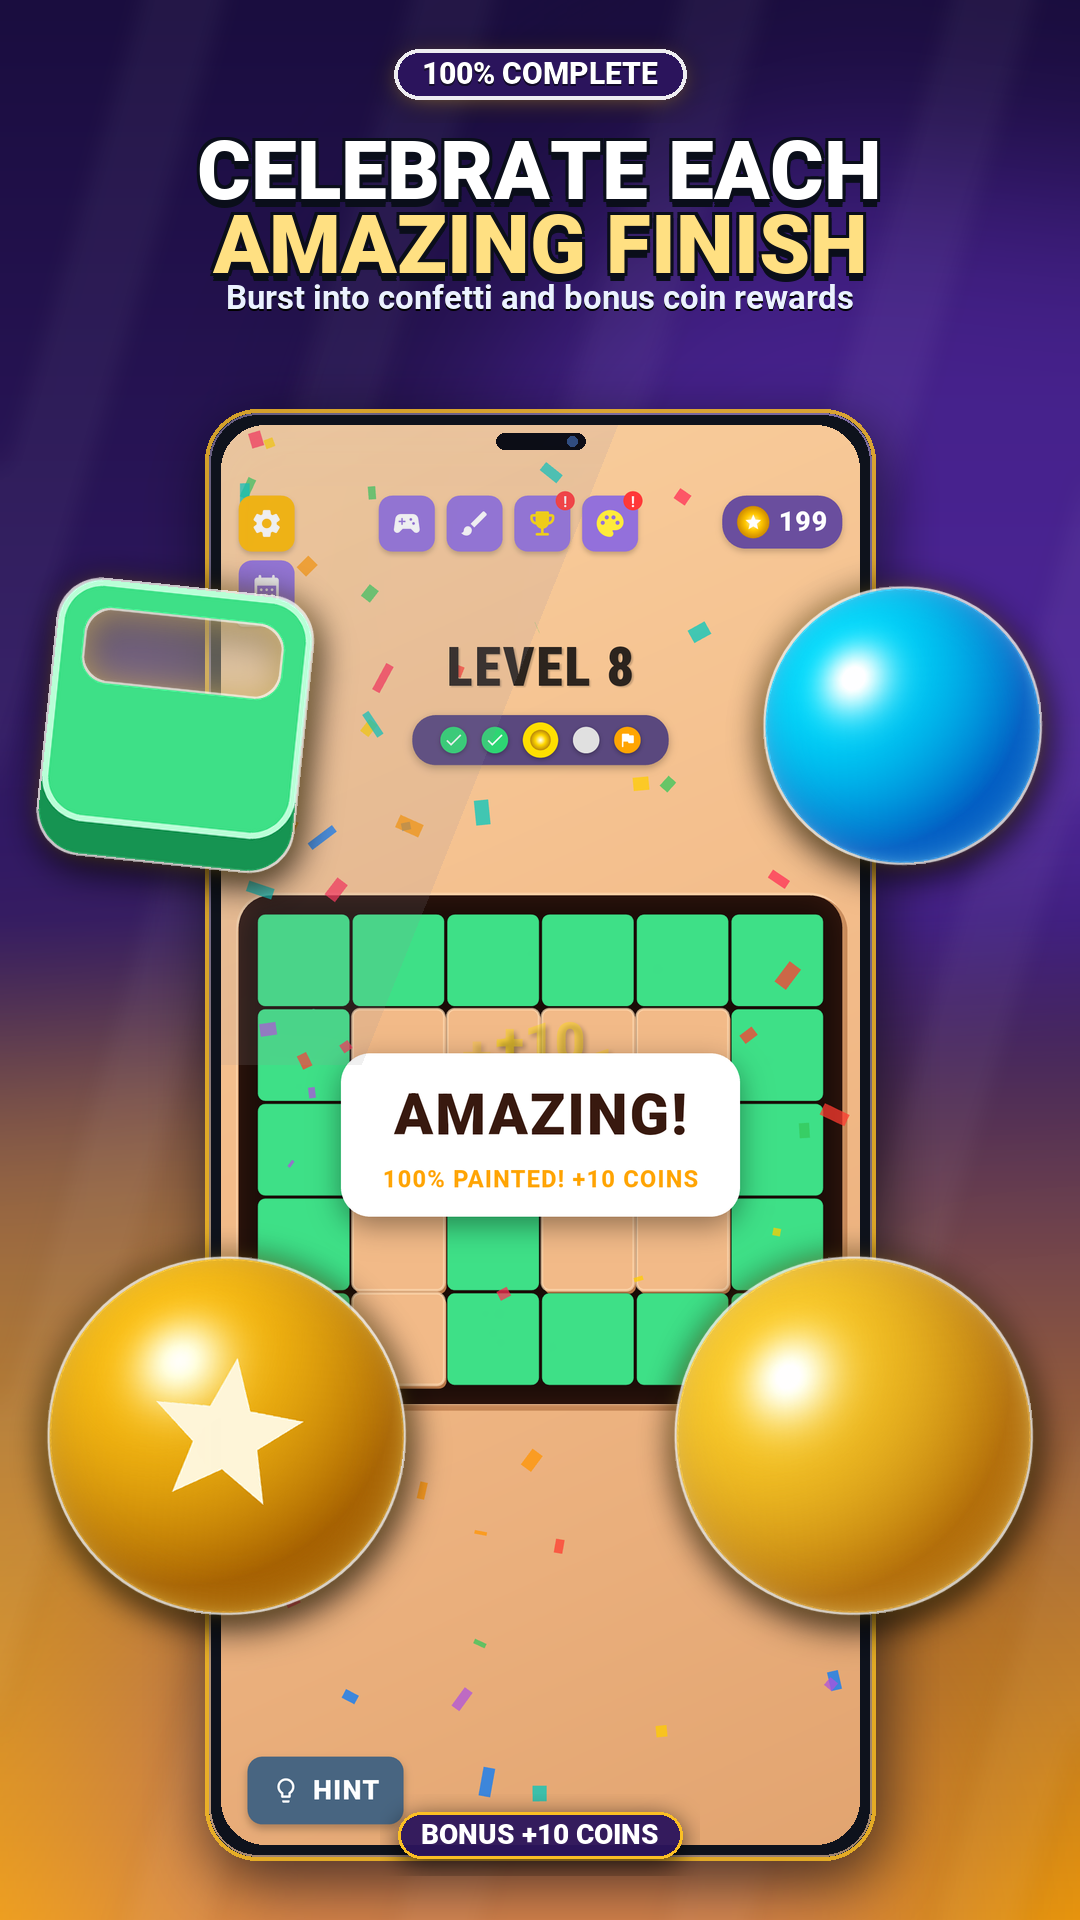 100% COMPLETE
CELEBRATE EACH
AMAZING FINISH
Burst into confetti and bonus coin rewards
!
!
199
LEVEL 8
+10
AMAZING!
100% PAINTED! +10 COINS
HINT
BONUS +10 COINS